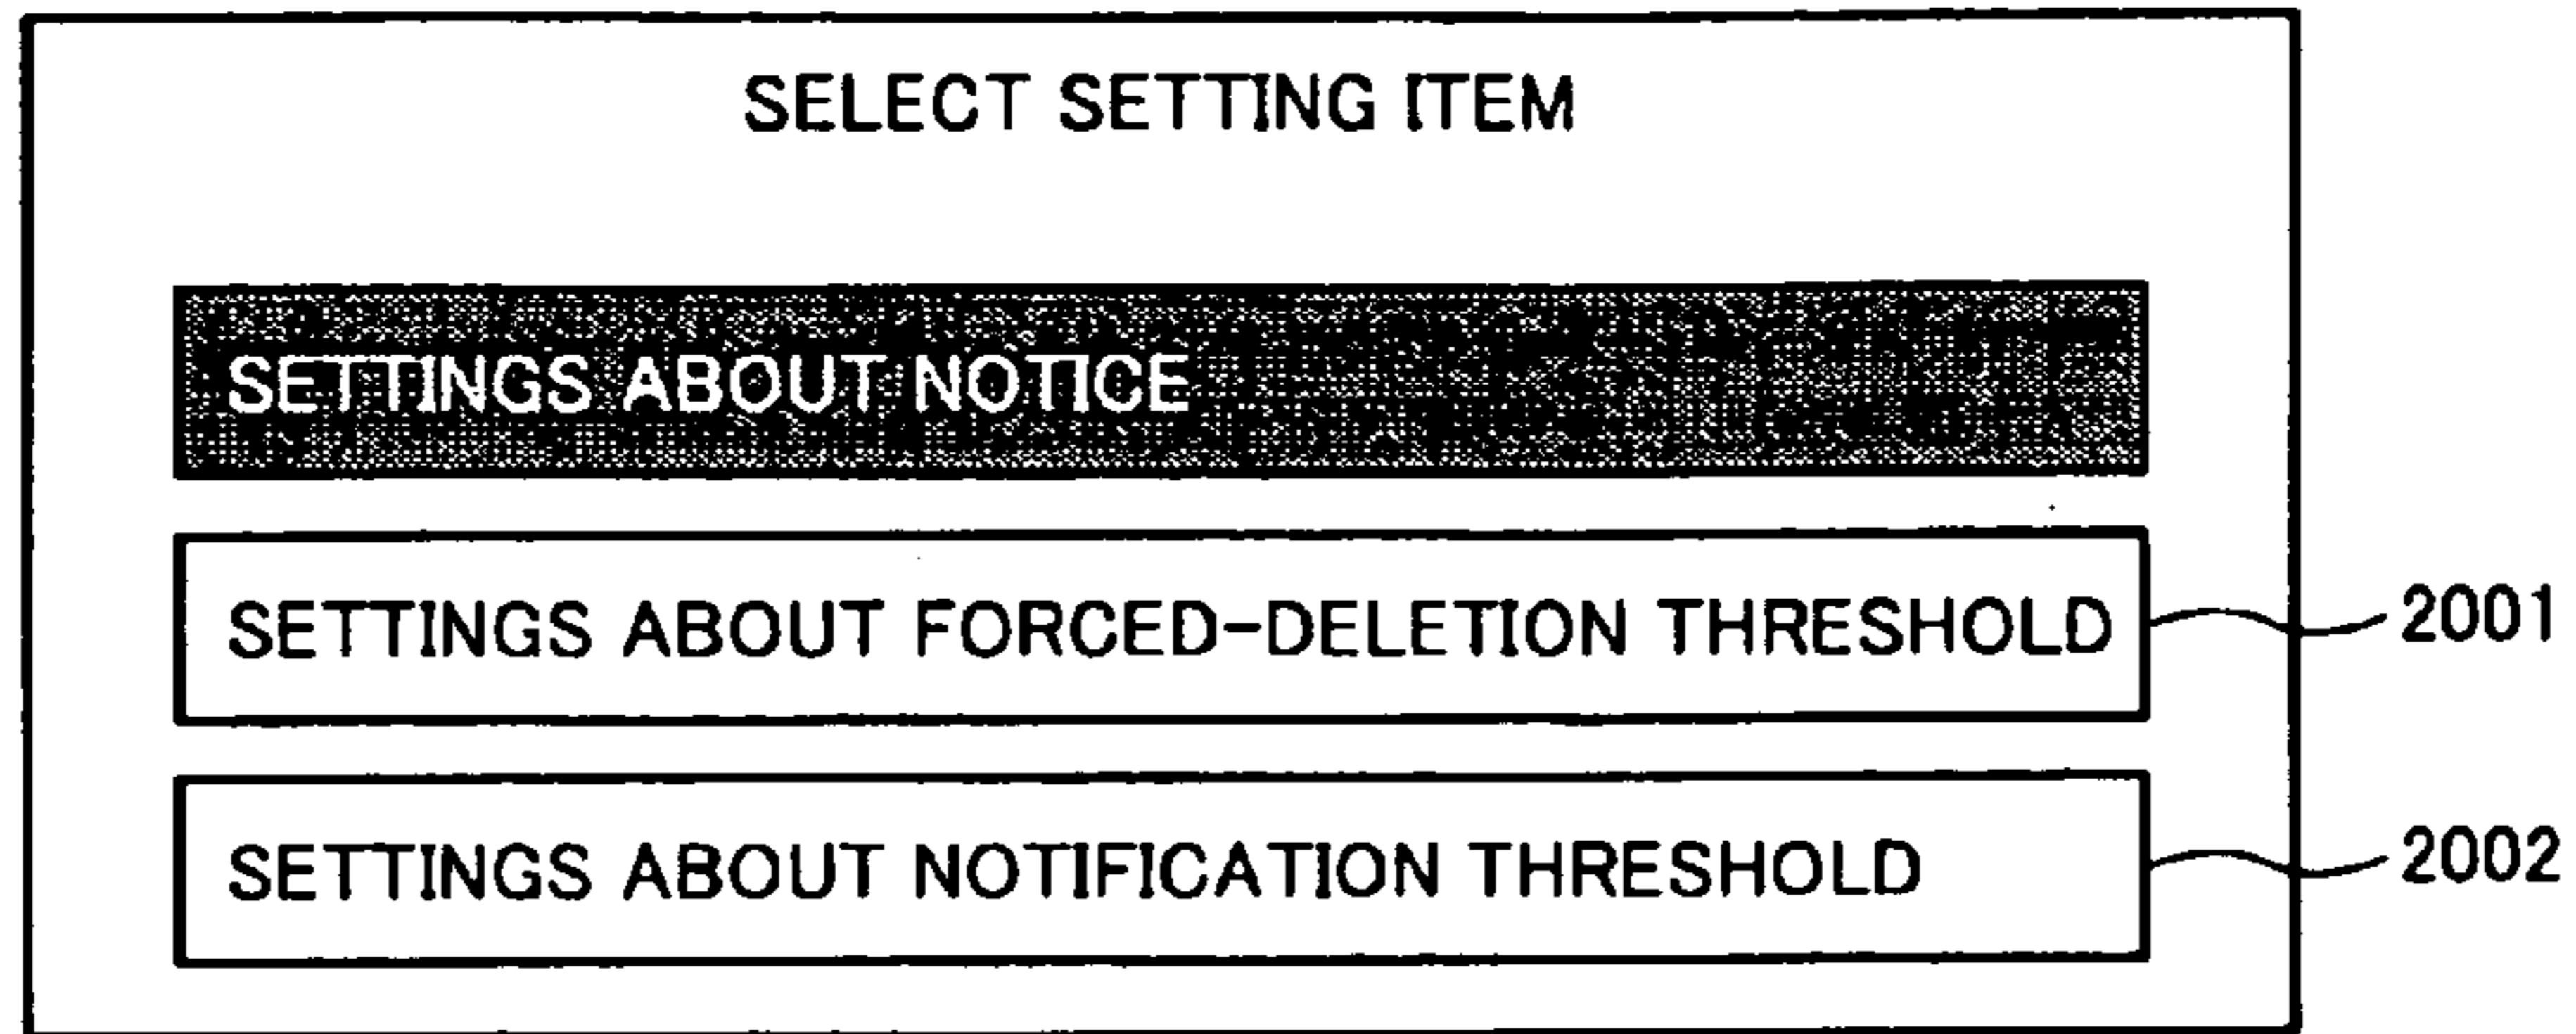 SELECT SETTING ITEM
SETTINGS ABOUT NOTICE
SETTINGS ABOUT FORCED-DELETION THRESHOLD
2001
SETTINGS ABOUT NOTIFICATION THRESHOLD
2002